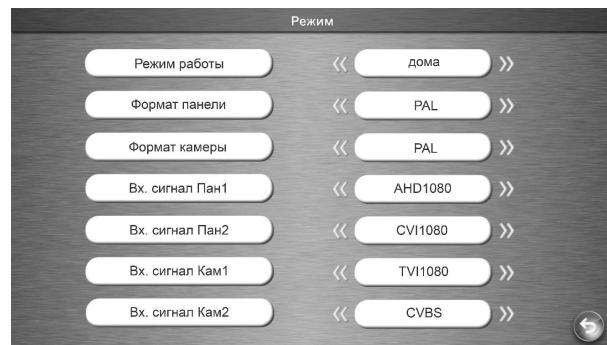 Режим
Режим работы дома
Формат панели PAL
Формат камеры PAL
Вх. сигнал Пан1 AHD1080
Вх. сигнал Пан2 CVI1080
Вх. сигнал Кам1 TVI1080
Вх. сигнал Кам2 CVBS